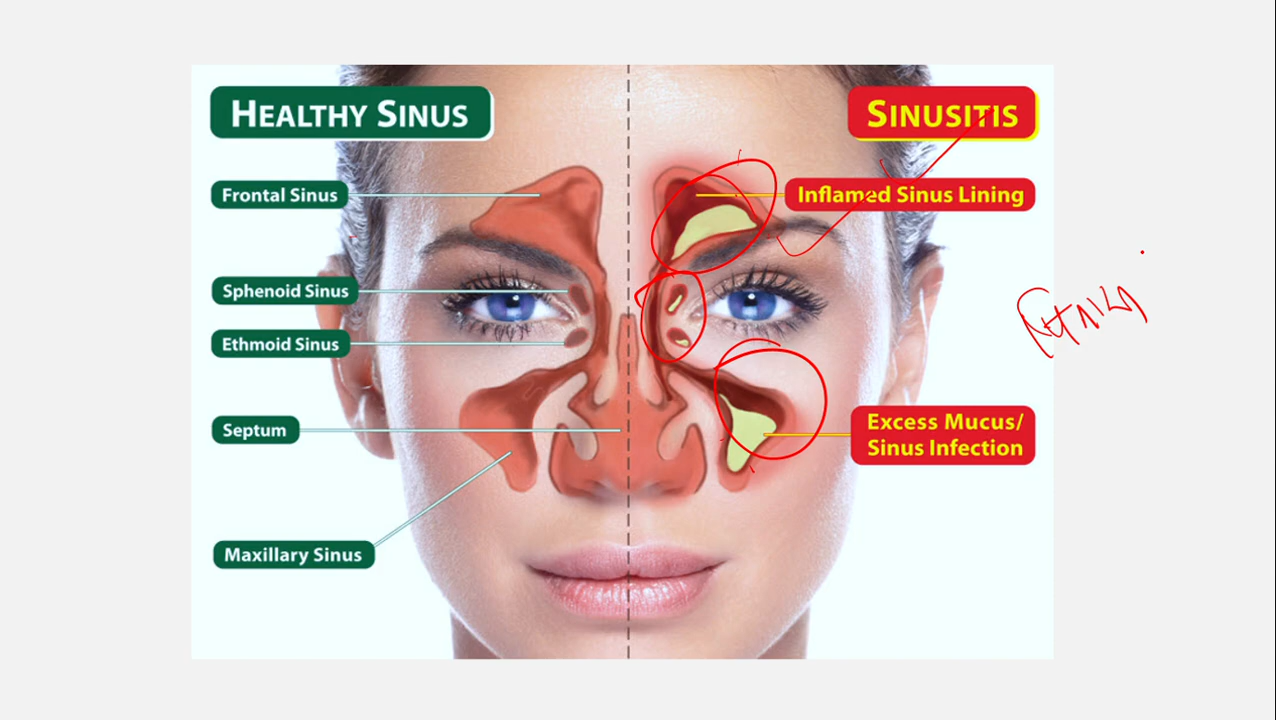 HEALTHY SINUS
SINUSITIS
Frontal Sinus
Inflamed Sinus Lining
Sphenoid Sinus
Ethmoid Sinus
Septum
Excess Mucus/
Sinus Infection
Maxillary Sinus